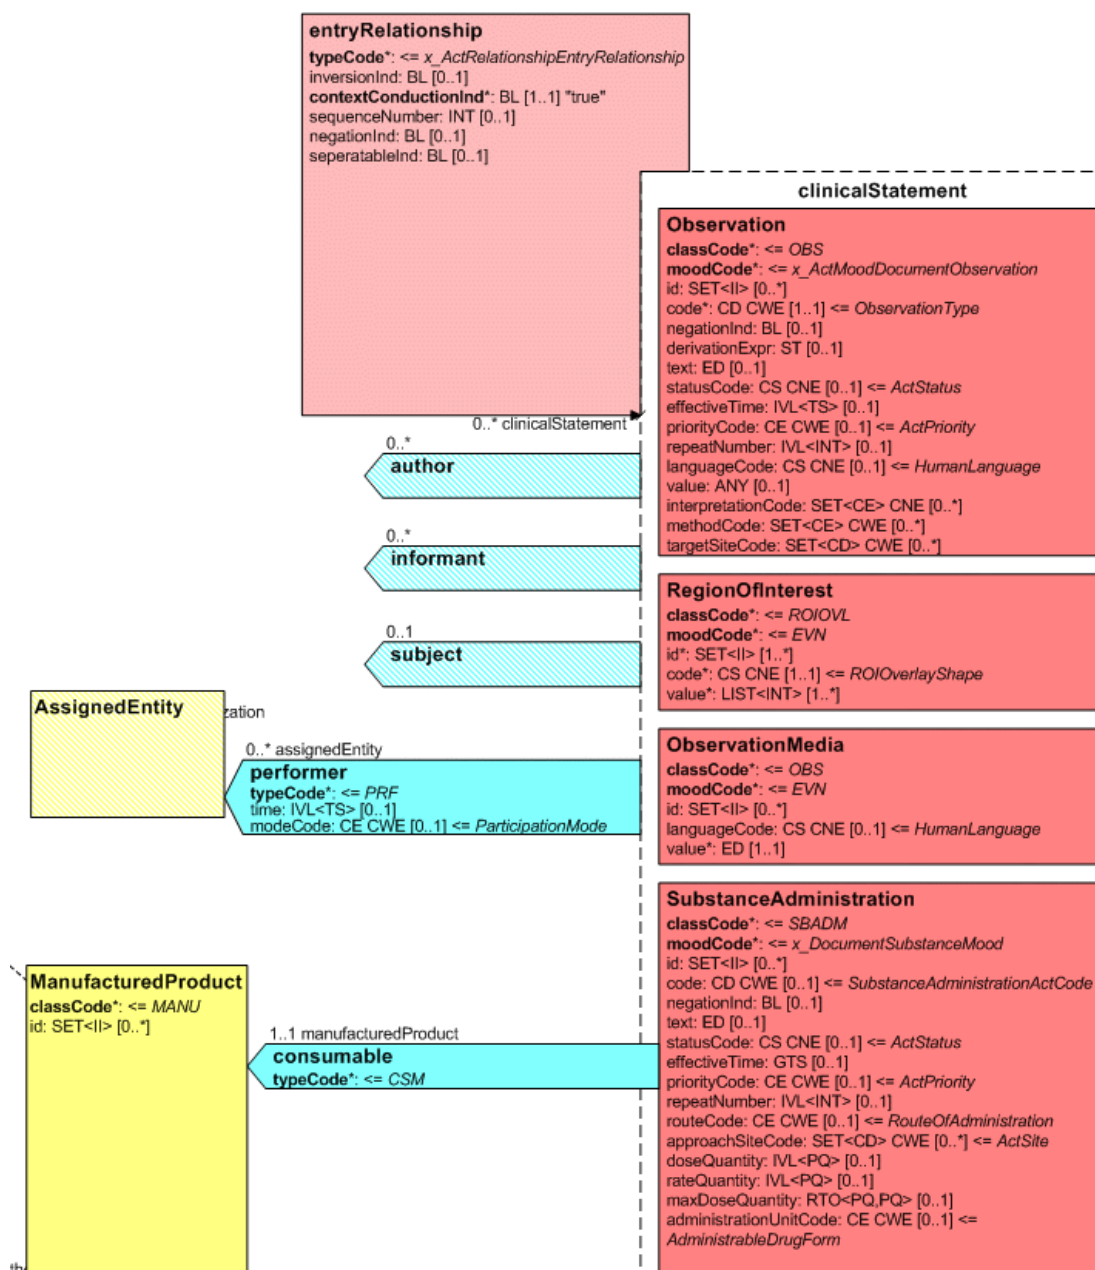 entryRelationship
typeCode*: <= x_ActRelationshipEntryRelationship
inversionInd: BL [0..1]
contextConductionInd*: BL [1..1] "true"
sequenceNumber: INT [0..1]
negationInd: BL [0..1]
seperatableInd: BL [0..1]
0..* clinicalStatement
clinicalStatement
Observation
classCode*: <= OBS
moodCode*: <= x_ActMoodDocumentObservation
id: SET<II> [0..*]
code*: CD CWE [1..1] <= ObservationType
negationInd: BL [0..1]
derivationExpr: ST [0..1]
text: ED [0..1]
statusCode: CS CNE [0..1] <= ActStatus
effectiveTime: IVL<TS> [0..1]
priorityCode: CE CWE [0..1] <= ActPriority
repeatNumber: IVL<INT> [0..1]
languageCode: CS CNE [0..1] <= HumanLanguage
value: ANY [0..1]
interpretationCode: SET<CE> CNE [0..*]
methodCode: SET<CE> CWE [0..*]
targetSiteCode: SET<CD> CWE [0..*]
0..*
author
0..*
informant
0..1
subject
RegionOfInterest
classCode*: <= ROIOVL
moodCode*: <= EVN
id*: SET<II> [1..*]
code*: CS CNE [1..1] <= ROIOverlayShape
value*: LIST<INT> [1..*]
AssignedEntity
zation
0..* assignedEntity
performer
typeCode*: <= PRF
time: IVL<TS> [0..1]
modeCode: CE CWE [0..1] <= ParticipationMode
ObservationMedia
classCode*: <= OBS
moodCode*: <= EVN
id: SET<II> [0..*]
languageCode: CS CNE [0..1] <= HumanLanguage
value*: ED [1..1]
SubstanceAdministration
classCode*: <= SBADM
moodCode*: <= x_DocumentSubstanceMood
id: SET<II> [0..*]
code: CD CWE [0..1] <= SubstanceAdministrationActCode
negationInd: BL [0..1]
text: ED [0..1]
statusCode: CS CNE [0..1] <= ActStatus
effectiveTime: GTS [0..1]
priorityCode: CE CWE [0..1] <= ActPriority
repeatNumber: IVL<INT> [0..1]
routeCode: CE CWE [0..1] <= RouteOfAdministration
approachSiteCode: SET<CD> CWE [0..*] <= ActSite
doseQuantity: IVL<PQ> [0..1]
rateQuantity: IVL<PQ> [0..1]
maxDoseQuantity: RTO<PQ,PQ> [0..1]
administrationUnitCode: CE CWE [0..1] <=
AdministrableDrugForm
ManufacturedProduct
classCode*: <= MANU
id: SET<II> [0..*]
1..1 manufacturedProduct
consumable
typeCode*: <= CSM